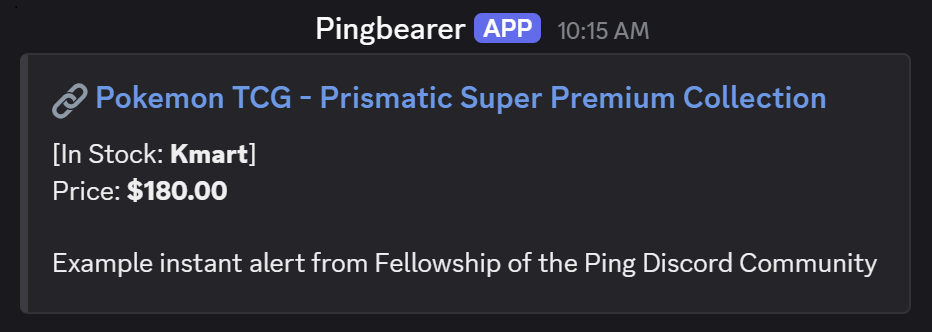 Pingbearer APP 10:15 AM
Pokemon TCG - Prismatic Super Premium Collection
[In Stock: Kmart]
Price: $180.00
Example instant alert from Fellowship of the Ping Discord Community